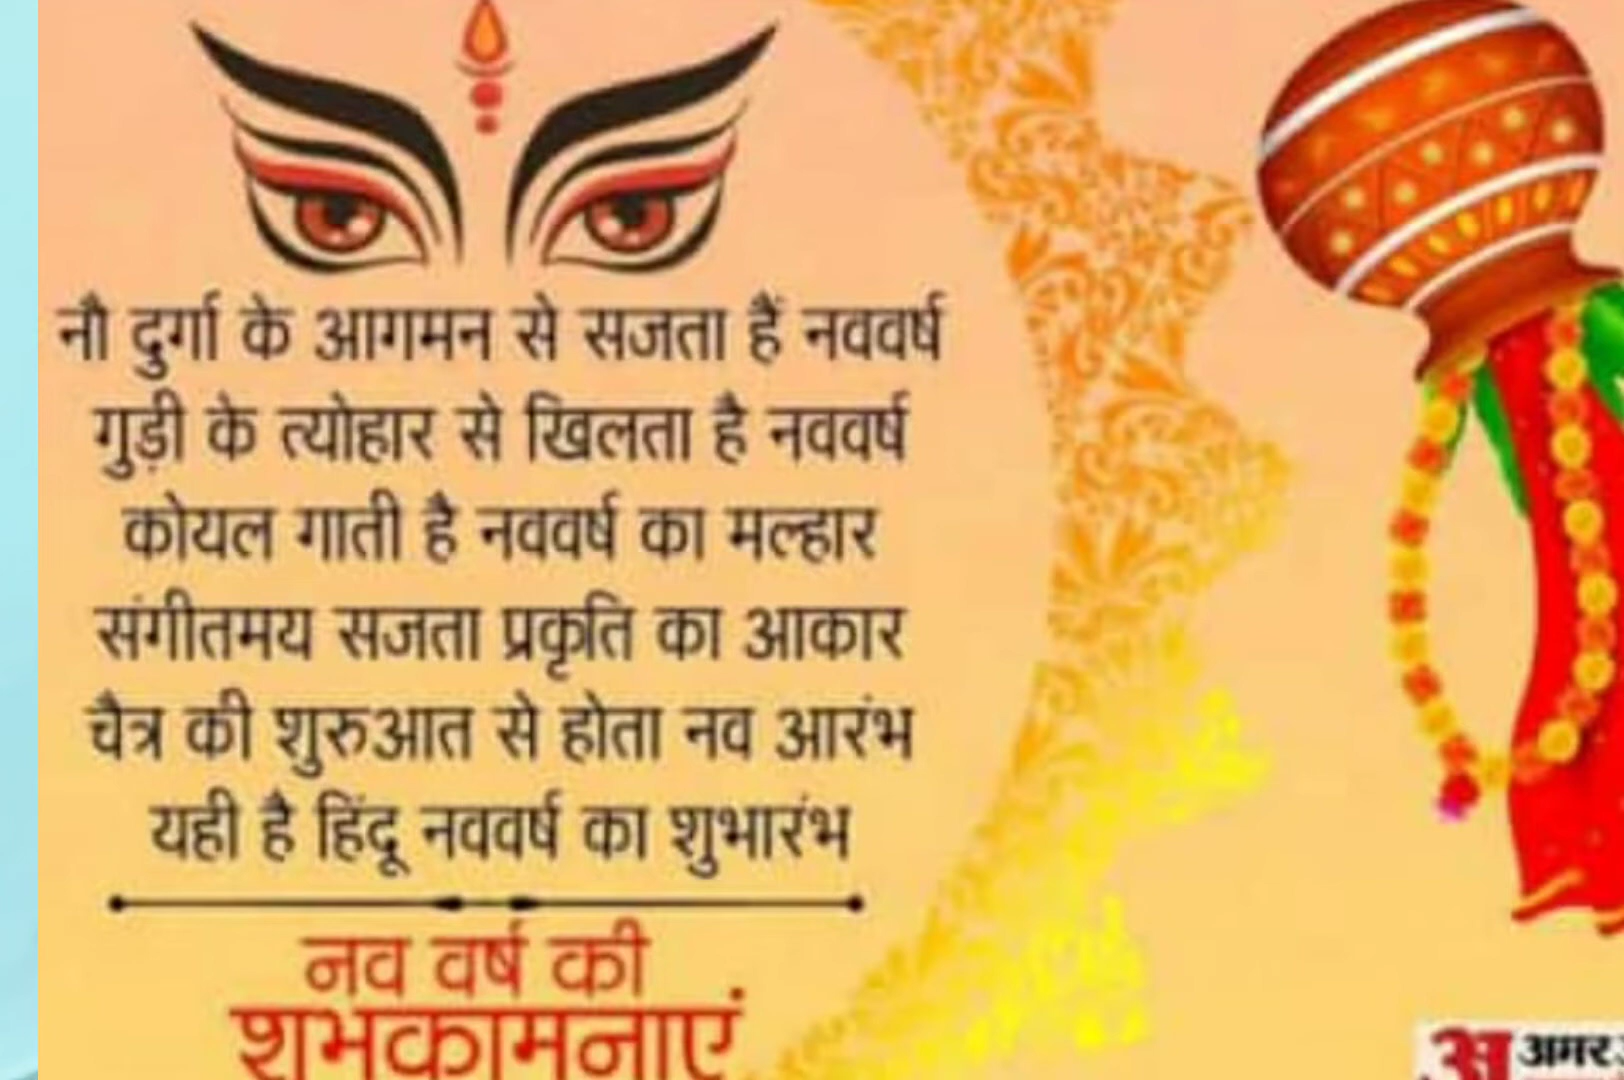 नौ दुर्गा के आगमन से सजता हैं नववर्ष
गुड़ी के त्योहार से खिलता है नववर्ष
कोयल गाती है नववर्ष का मल्हार
संगीतमय सजता प्रकृति का आकार
चैत्र की शुरुआत से होता नव आरंभ
यही है हिंदू नववर्ष का शुभारंभ
नव वर्ष की
शुभकामनाएं
अ अमर